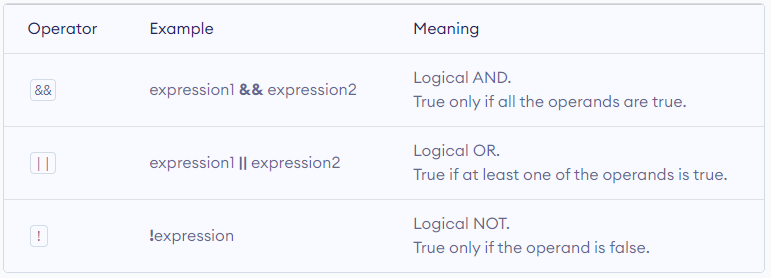 Operator Example Meaning
&& expression1 && expression2 Logical AND.
True only if all the operands are true.
|| expression1 || expression2 Logical OR.
True if at least one of the operands is true.
! !expression Logical NOT.
True only if the operand is false.